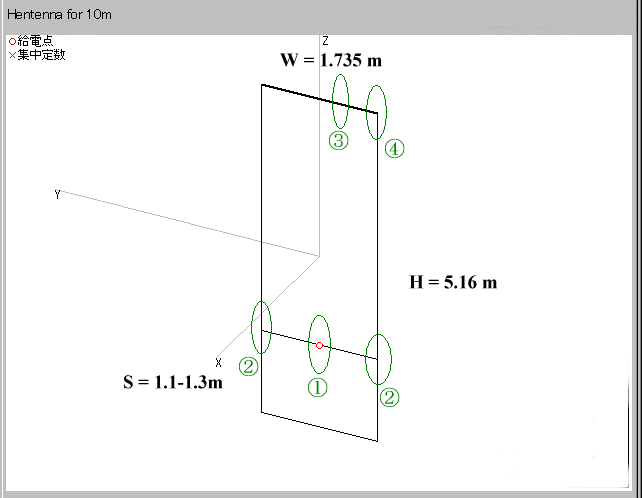 Hentenna for 10m
○給電点
×集中定数
Z
W = 1.735 m
③
④
Y
H = 5.16 m
X
②
S = 1.1-1.3m
①
②